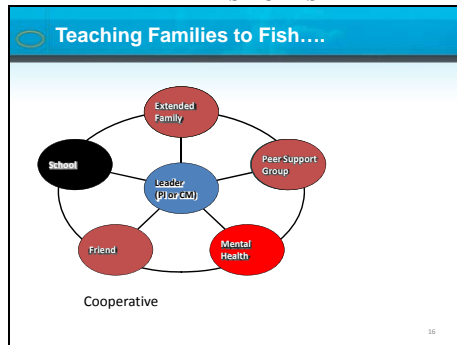 Teaching Families to Fish....
Extended
Family
School
Peer Support
Group
Leader
(PI or CM)
Friend
Mental
Health
Cooperative
16